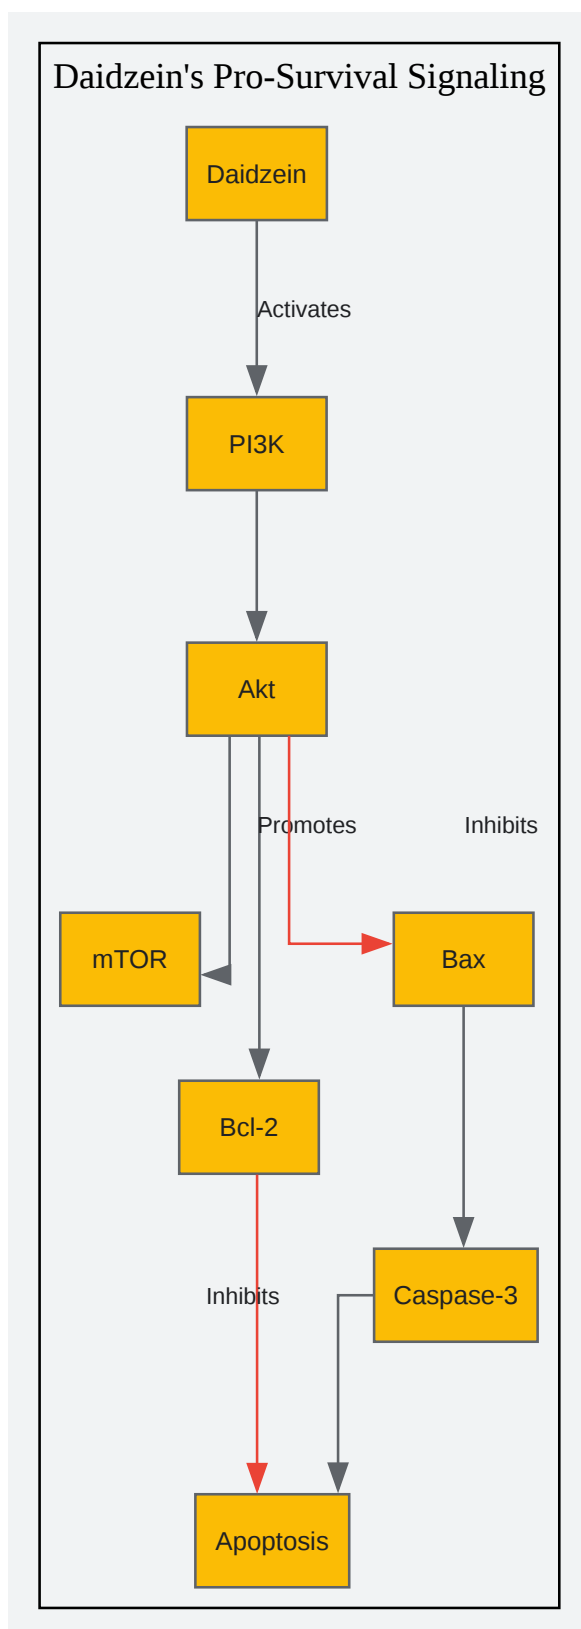 Daidzein's Pro-Survival Signaling
Daidzein
Activates
PI3K
Akt
Promotes
Inhibits
mTOR
Bax
Bcl-2
Inhibits
Caspase-3
Apoptosis